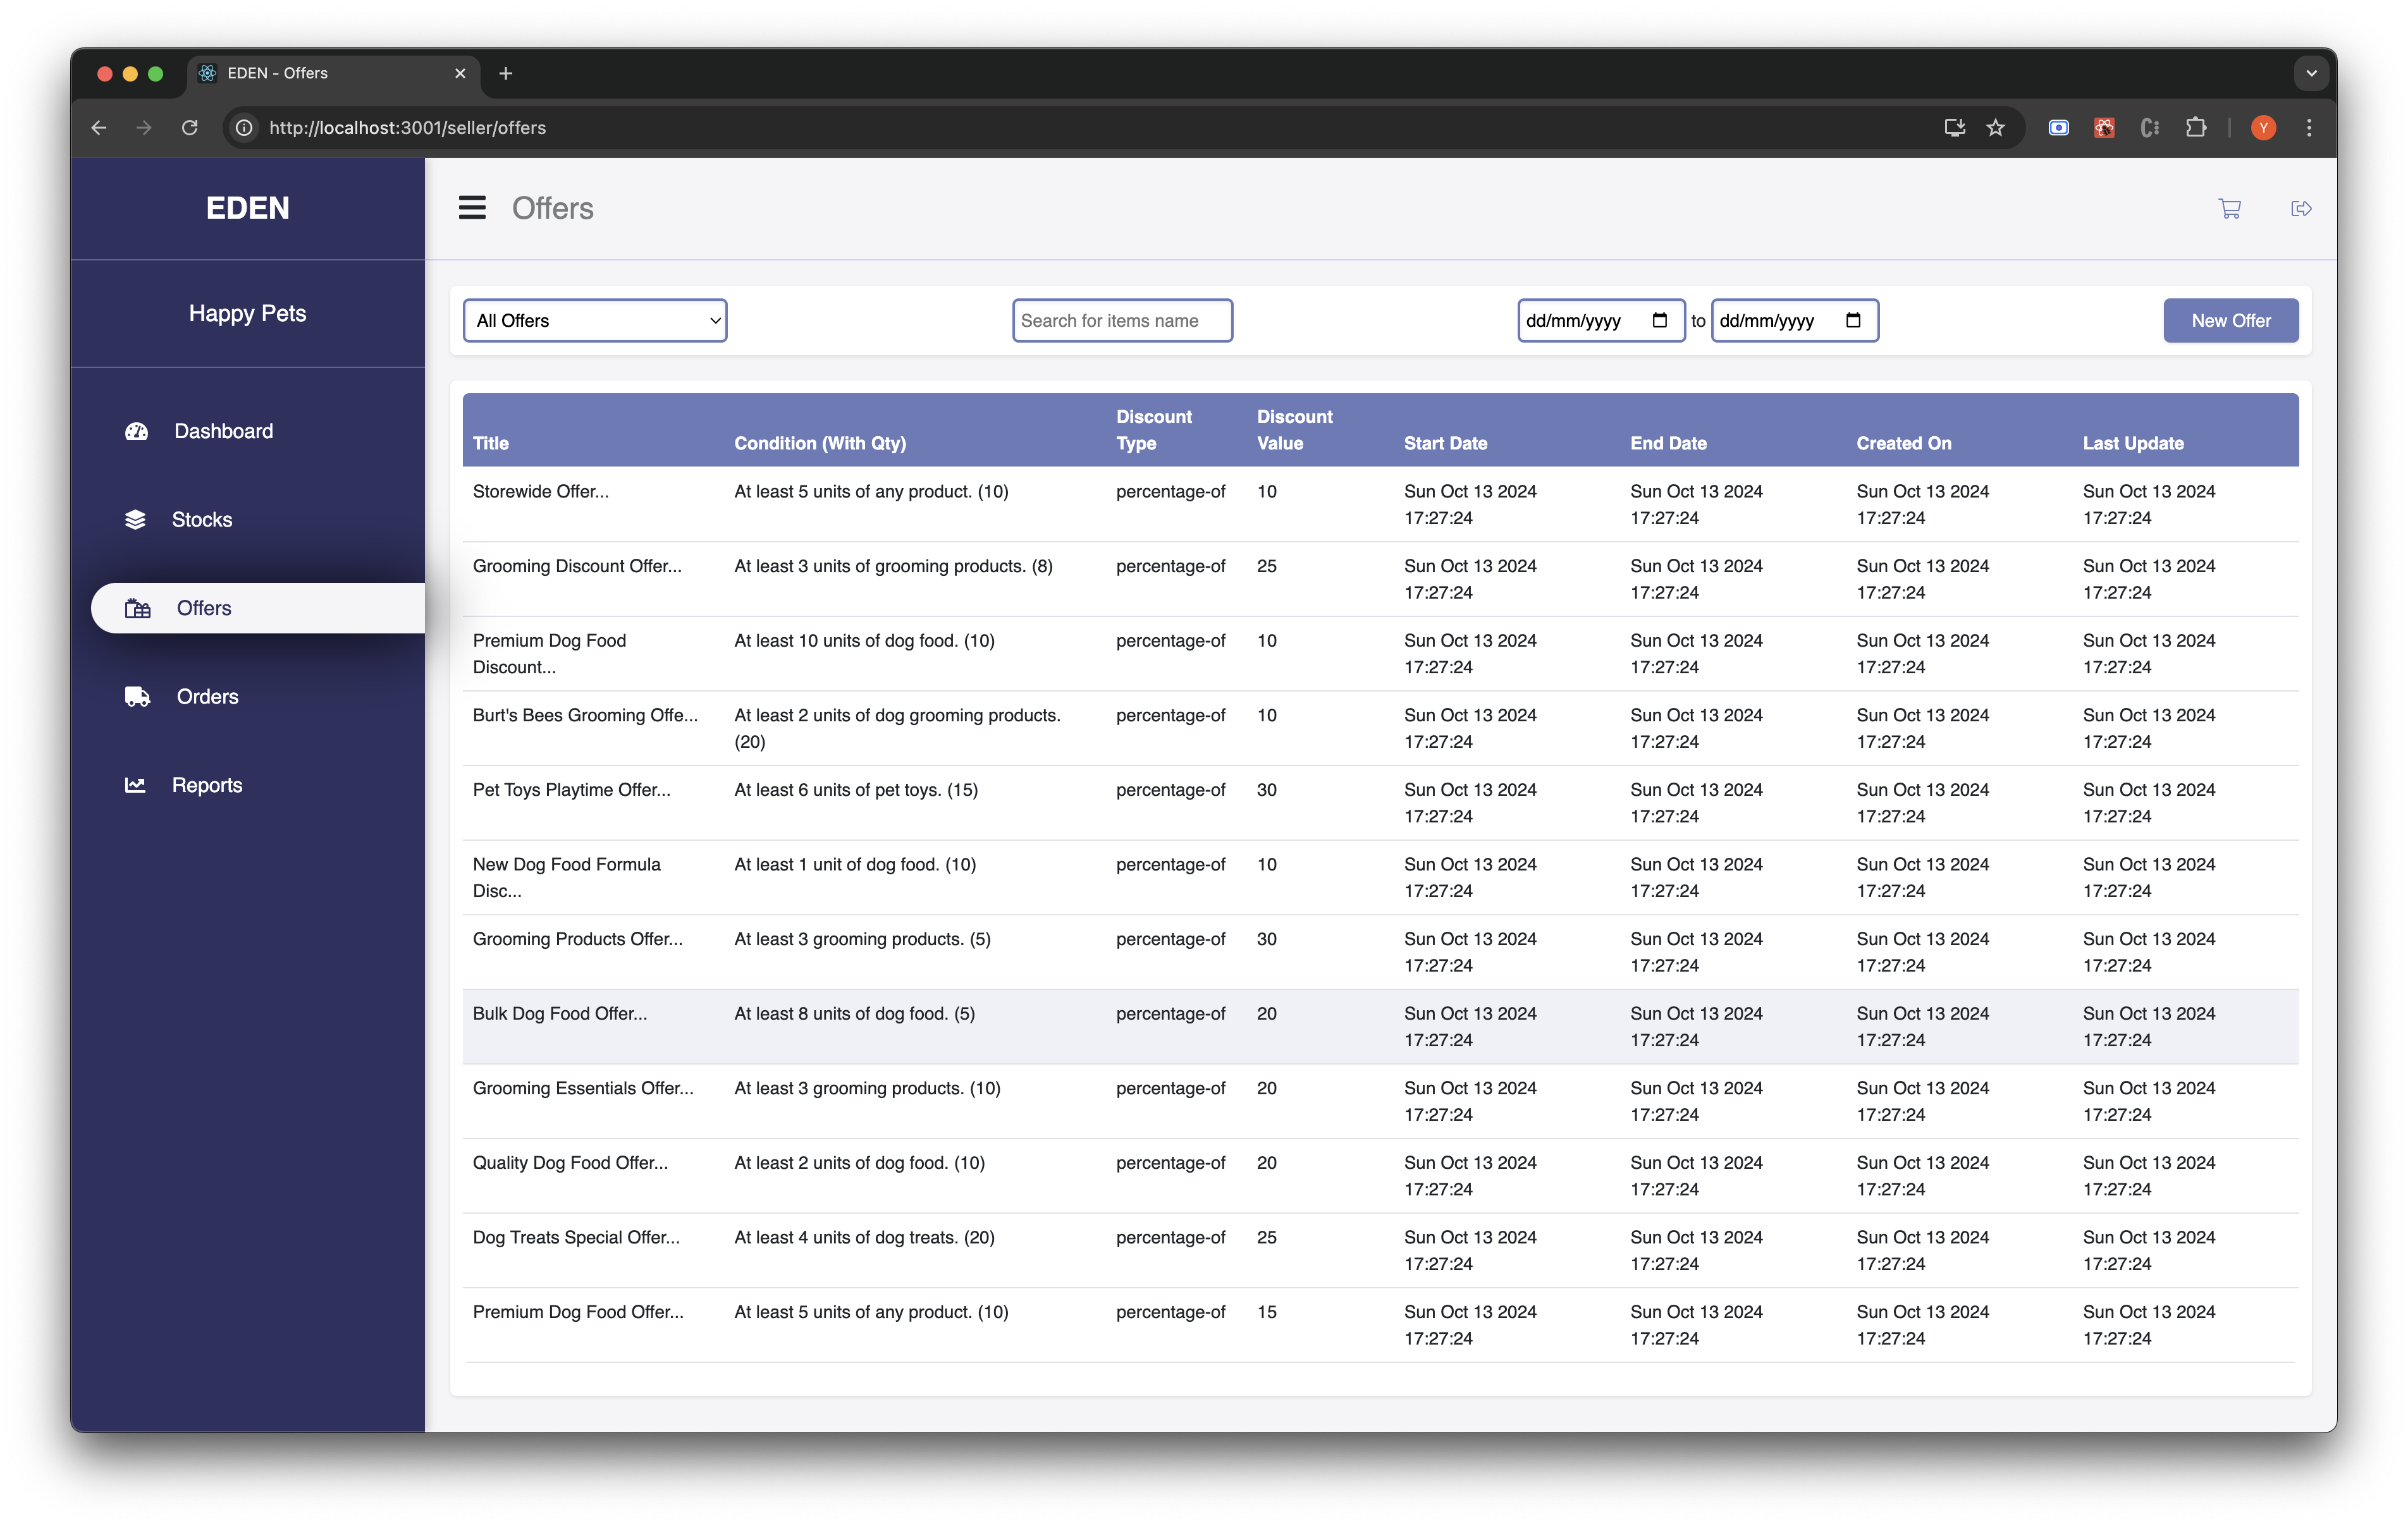 EDEN - Offers
http://localhost:3001/seller/offers
Y
EDEN
Offers
Happy Pets
Dashboard
Stocks
Offers
Orders
Reports
All Offers
Search for items name
dd/mm/yyyy to dd/mm/yyyy
New Offer
Title Condition (With Qty) Discount Type Discount Value Start Date End Date Created On Last Update
Storewide Offer... At least 5 units of any product. (10) percentage-of 10 Sun Oct 13 2024 Sun Oct 13 2024 Sun Oct 13 2024 Sun Oct 13 2024
17:27:24 17:27:24 17:27:24 17:27:24
Grooming Discount Offer... At least 3 units of grooming products. (8) percentage-of 25 Sun Oct 13 2024 Sun Oct 13 2024 Sun Oct 13 2024 Sun Oct 13 2024
17:27:24 17:27:24 17:27:24 17:27:24
Premium Dog Food At least 10 units of dog food. (10) percentage-of 10 Sun Oct 13 2024 Sun Oct 13 2024 Sun Oct 13 2024 Sun Oct 13 2024
Discount... 17:27:24 17:27:24 17:27:24 17:27:24
Burt's Bees Grooming Offe... At least 2 units of dog grooming products. percentage-of 10 Sun Oct 13 2024 Sun Oct 13 2024 Sun Oct 13 2024 Sun Oct 13 2024
(20) 17:27:24 17:27:24 17:27:24 17:27:24
Pet Toys Playtime Offer... At least 6 units of pet toys. (15) percentage-of 30 Sun Oct 13 2024 Sun Oct 13 2024 Sun Oct 13 2024 Sun Oct 13 2024
17:27:24 17:27:24 17:27:24 17:27:24
New Dog Food Formula At least 1 unit of dog food. (10) percentage-of 10 Sun Oct 13 2024 Sun Oct 13 2024 Sun Oct 13 2024 Sun Oct 13 2024
Disc... 17:27:24 17:27:24 17:27:24 17:27:24
Grooming Products Offer... At least 3 grooming products. (5) percentage-of 30 Sun Oct 13 2024 Sun Oct 13 2024 Sun Oct 13 2024 Sun Oct 13 2024
17:27:24 17:27:24 17:27:24 17:27:24
Bulk Dog Food Offer... At least 8 units of dog food. (5) percentage-of 20 Sun Oct 13 2024 Sun Oct 13 2024 Sun Oct 13 2024 Sun Oct 13 2024
17:27:24 17:27:24 17:27:24 17:27:24
Grooming Essentials Offer... At least 3 grooming products. (10) percentage-of 20 Sun Oct 13 2024 Sun Oct 13 2024 Sun Oct 13 2024 Sun Oct 13 2024
17:27:24 17:27:24 17:27:24 17:27:24
Quality Dog Food Offer... At least 2 units of dog food. (10) percentage-of 20 Sun Oct 13 2024 Sun Oct 13 2024 Sun Oct 13 2024 Sun Oct 13 2024
17:27:24 17:27:24 17:27:24 17:27:24
Dog Treats Special Offer... At least 4 units of dog treats. (20) percentage-of 25 Sun Oct 13 2024 Sun Oct 13 2024 Sun Oct 13 2024 Sun Oct 13 2024
17:27:24 17:27:24 17:27:24 17:27:24
Premium Dog Food Offer... At least 5 units of any product. (10) percentage-of 15 Sun Oct 13 2024 Sun Oct 13 2024 Sun Oct 13 2024 Sun Oct 13 2024
17:27:24 17:27:24 17:27:24 17:27:24